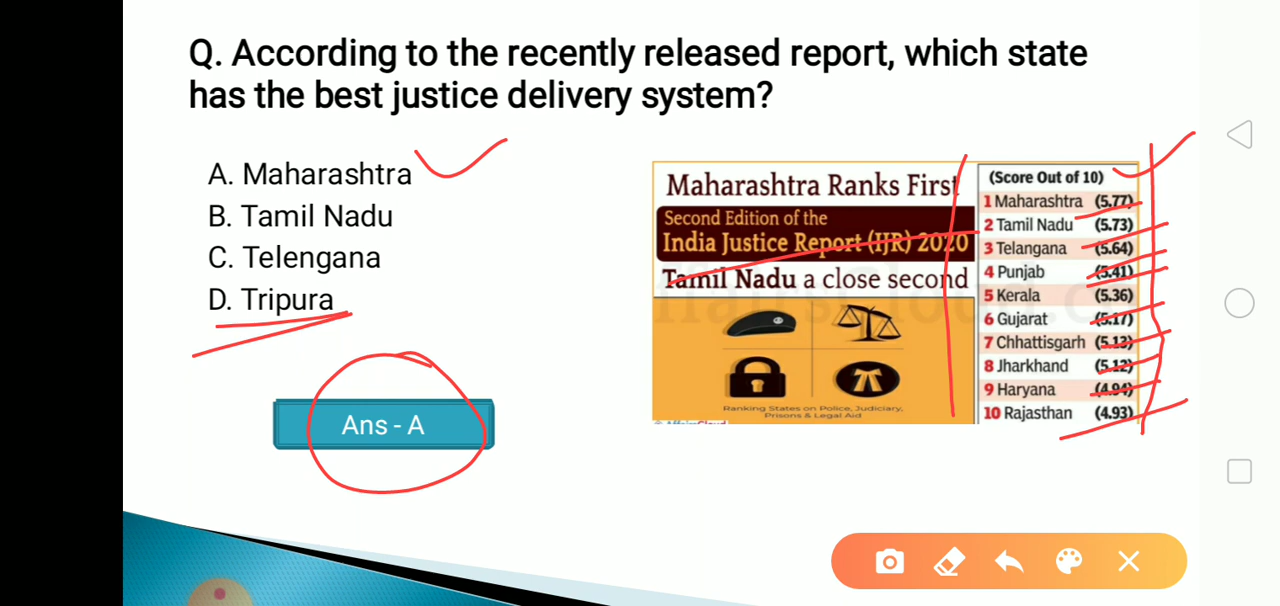 Q. According to the recently released report, which state
has the best justice delivery system?
A. Maharashtra
B. Tamil Nadu
C. Telengana
D. Tripura
Ans - A
Maharashtra Ranks First
Second Edition of the
India Justice Report (IJR) 2020
Tamil Nadu a close second
Ranking States on Police, Judiciary,
Prisons & Legal Aid
(Score Out of 10)
1 Maharashtra (5.77)
2 Tamil Nadu (5.73)
3 Telangana (5.64)
4 Punjab (5.41)
5 Kerala (5.36)
6 Gujarat (5.17)
7 Chhattisgarh (5.13)
8 Jharkhand (5.12)
9 Haryana (4.94)
10 Rajasthan (4.93)